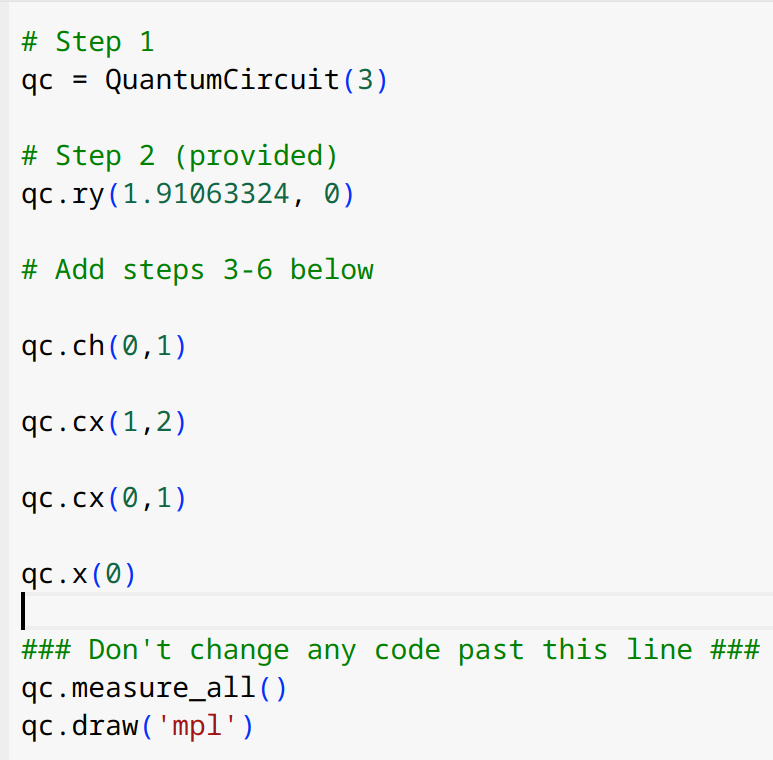 # Step 1
qc = QuantumCircuit(3)
# Step 2 (provided)
qc.ry(1.91063324, 0)
# Add steps 3-6 below
qc.ch(0,1)
qc.cx(1,2)
qc.cx(0,1)
qc.x(0)
### Don't change any code past this line ###
qc.measure_all()
qc.draw('mpl')